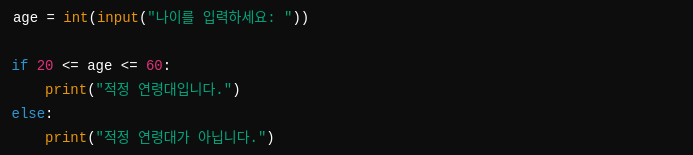 age = int(input("나이를 입력하세요: "))
if 20 <= age <= 60:
    print("적정 연령대입니다.")
else:
    print("적정 연령대가 아닙니다.")